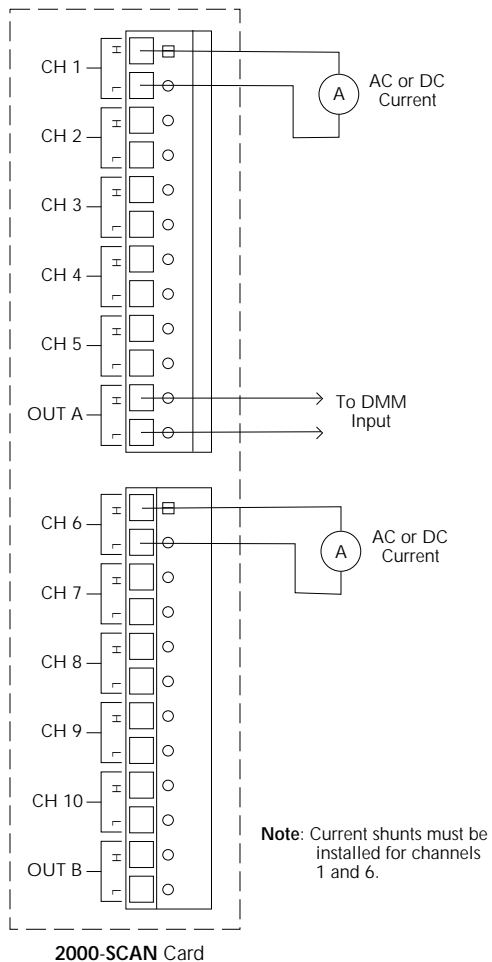 H
CH 1
L
AC or DC
Current
A
H
CH 2
L
H
CH 3
L
H
CH 4
L
H
CH 5
L
H
OUT A
L
To DMM
Input
H
CH 6
L
AC or DC
Current
A
H
CH 7
L
H
CH 8
L
H
CH 9
L
H
CH 10
L
H
OUT B
L
Note: Current shunts must be
installed for channels
1 and 6.
2000-SCAN Card